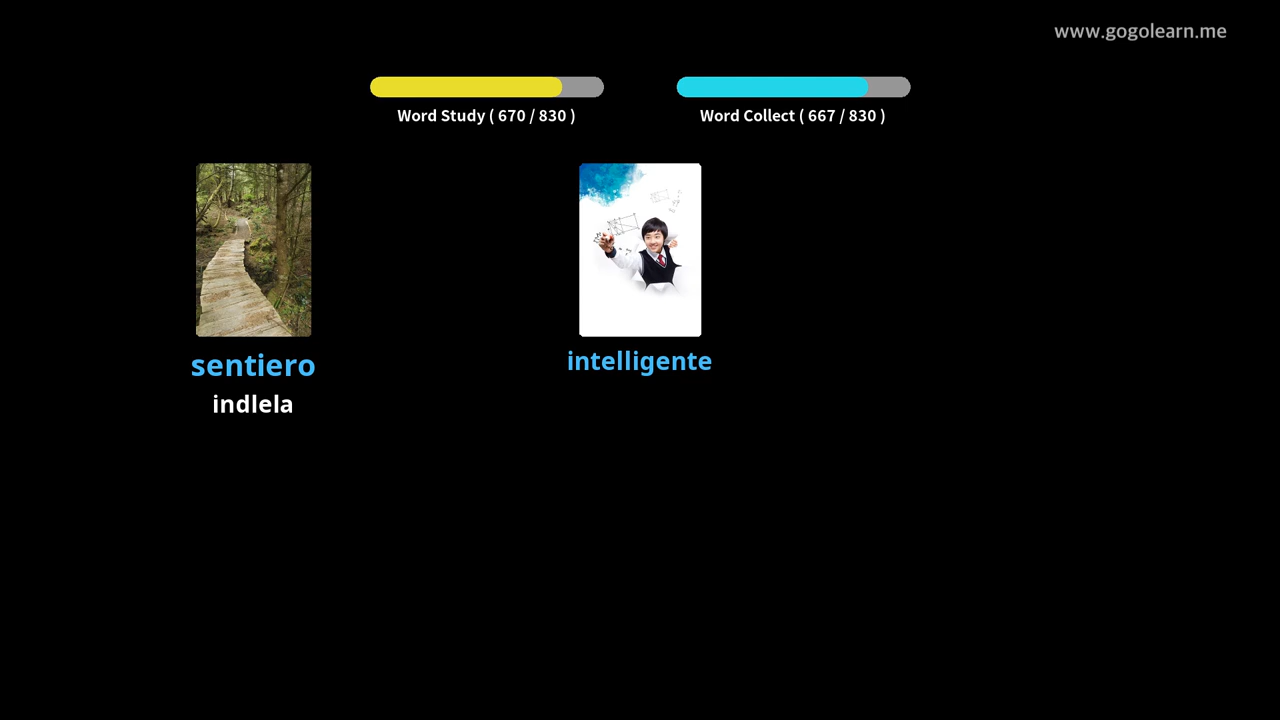 www.gogolearn.me
Word Study ( 670 / 830 )
Word Collect ( 667 / 830 )
sentiero
indlela
intelligente